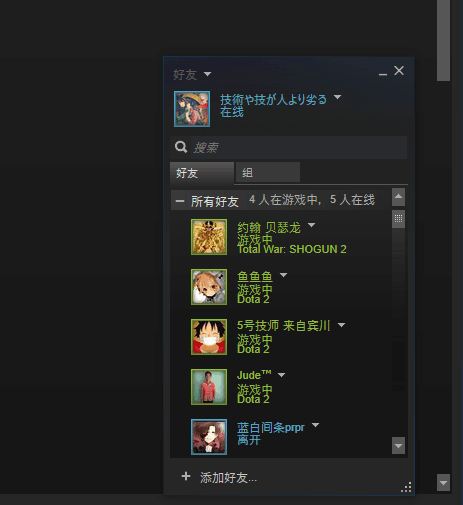 好友
技術や技が人より劣る
在线
搜索
好友
组
所有好友 4 人在游戏中，5 人在线
约翰 贝瑟龙
游戏中
Total War: SHOGUN 2
鱼鱼鱼
游戏中
Dota 2
5号技师 来自宾川
游戏中
Dota 2
Jude™
游戏中
Dota 2
蓝白间条prpr
离开
添加好友...